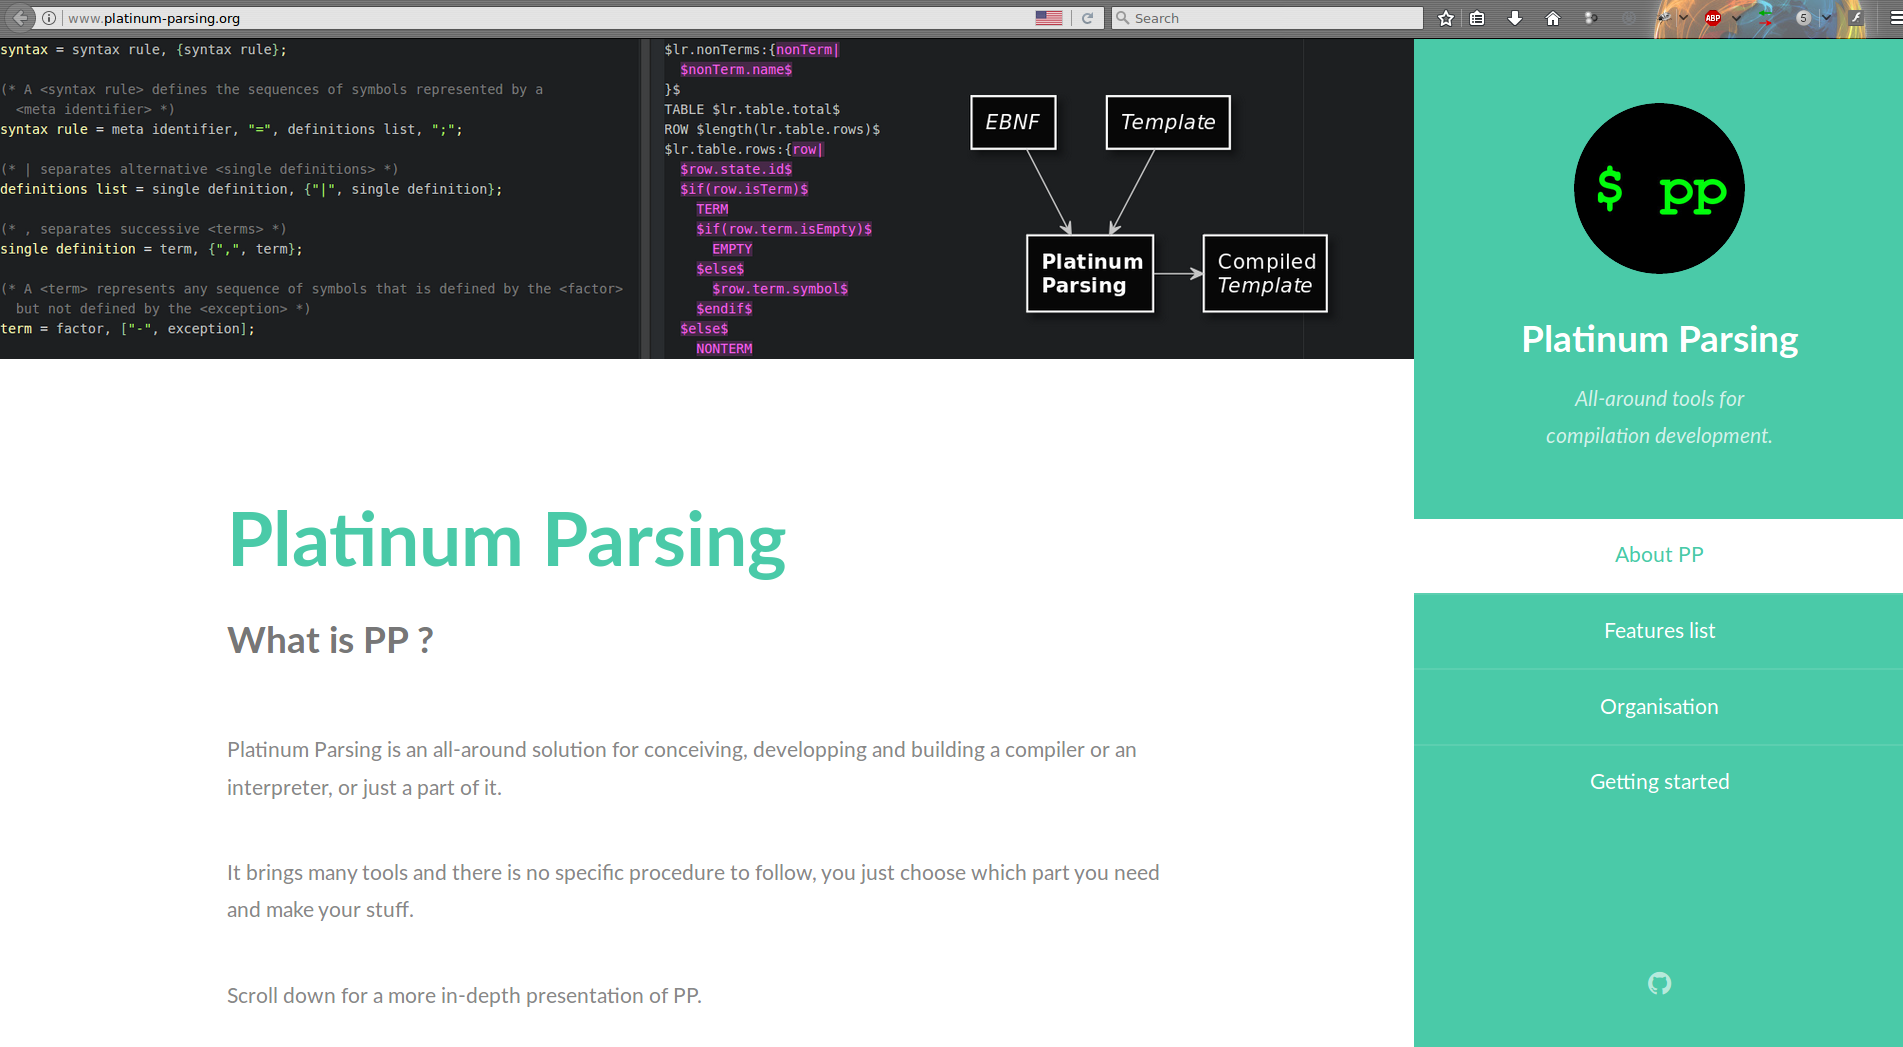 www.platinum-parsing.org
Search
ABP
5
syntax = syntax rule, {syntax rule};
(* A <syntax rule> defines the sequences of symbols represented by a
<meta identifier> *)
syntax rule = meta identifier, "=", definitions list, ";";
(* | separates alternative <single definitions> *)
definitions list = single definition, {"|", single definition};
(* , separates successive <terms> *)
single definition = term, {",", term};
(* A <term> represents any sequence of symbols that is defined by the <factor>
but not defined by the <exception> *)
term = factor, ["-", exception];
$lr.nonTerms:{nonTerm|
$nonTerm.name$
}$
TABLE $lr.table.total$
ROW $length(lr.table.rows)$
$lr.table.rows:{row|
$row.state.id$
$if(row.isTerm)$
TERM
$if(row.term.isEmpty)$
EMPTY
$else$
$row.term.symbol$
$endif$
$else$
NONTERM
EBNF
Template
Platinum
Parsing
Compiled
Template
$ pp
Platinum Parsing
All-around tools for
compilation development.
About PP
Features list
Organisation
Getting started
Platinum Parsing
What is PP ?
Platinum Parsing is an all-around solution for conceiving, developping and building a compiler or an
interpreter, or just a part of it.
It brings many tools and there is no specific procedure to follow, you just choose which part you need
and make your stuff.
Scroll down for a more in-depth presentation of PP.